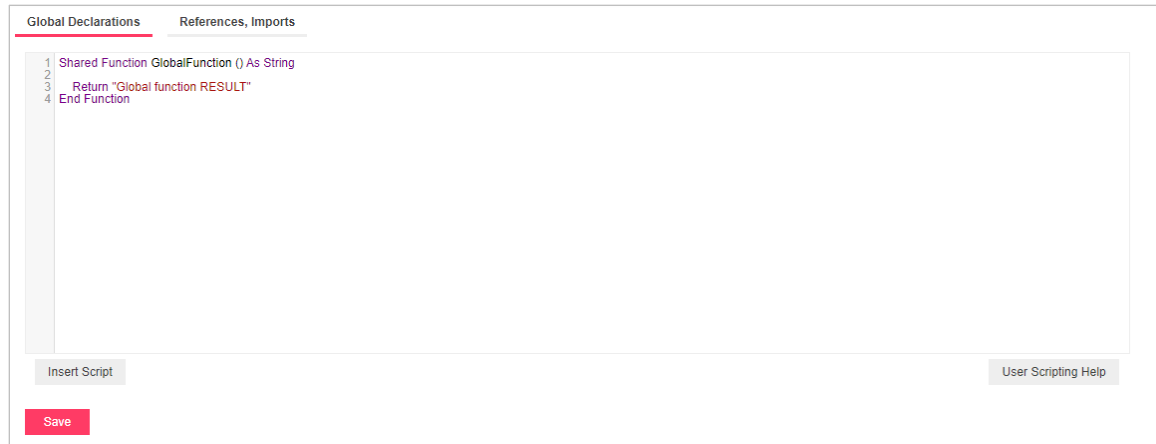 Global Declarations References, Imports
1 Shared Function GlobalFunction () As String
2
3 Return "Global function RESULT"
4 End Function
Insert Script User Scripting Help
Save